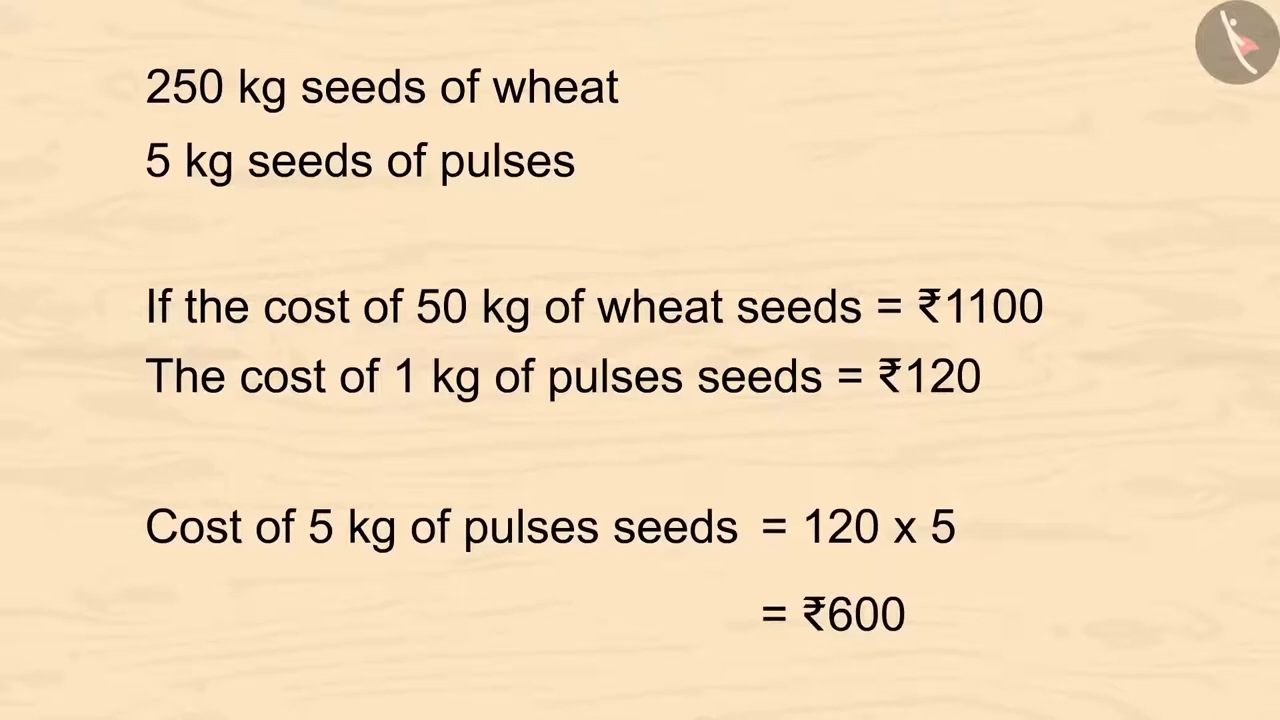 250 kg seeds of wheat
5 kg seeds of pulses
If the cost of 50 kg of wheat seeds = ₹1100
The cost of 1 kg of pulses seeds = ₹120
Cost of 5 kg of pulses seeds = 120 x 5
= ₹600